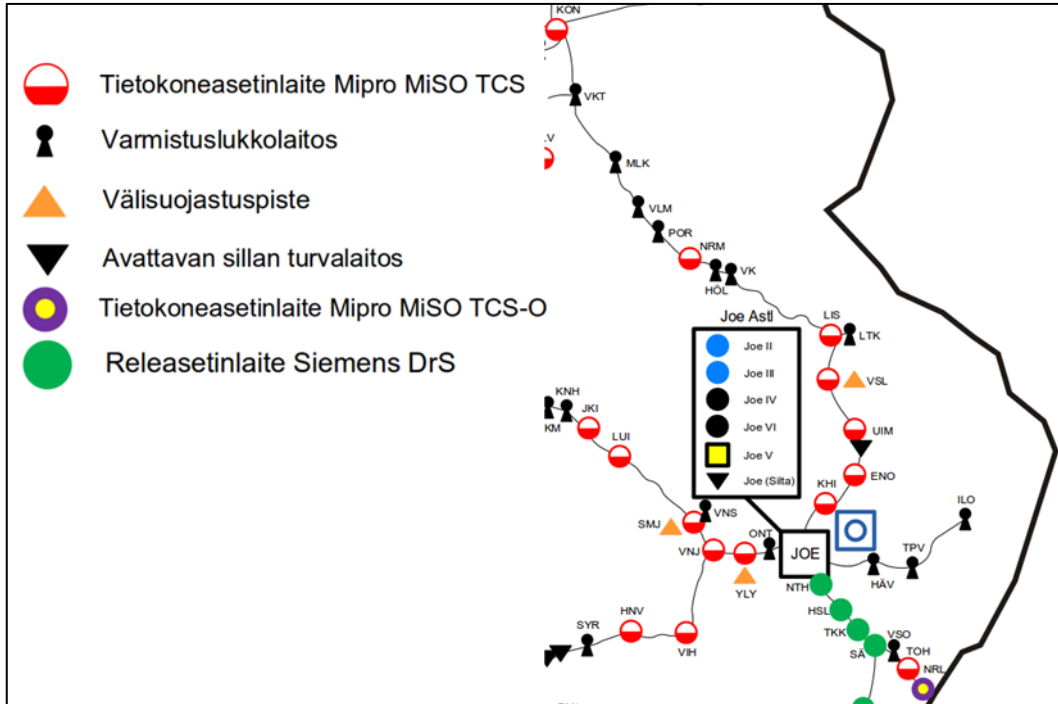 Tietokoneasetinlaite Mipro MiSO TCS
Varmistuslukkolaitos
Välisuojastuspiste
Avattavan sillan turvalaitos
Tietokoneasetinlaite Mipro MiSO TCS-O
Releasetinlaite Siemens DrS
KON
VKT
LV
MLK
VLM
POR
NRM
HÖL
VK
LIS
LTK
Joe Astl
Joe II
Joe III
Joe IV
Joe VI
Joe V
Joe (Silta)
VSL
UIM
ENO
KHI
KNH
KM
JKI
LUI
VNS
SMJ
VNJ
YLY
ONT
JOE
ILO
TPV
HÄV
NTH
HSL
TKK
SÄ
VSO
TOH
NRL
SYR
HNV
VIH